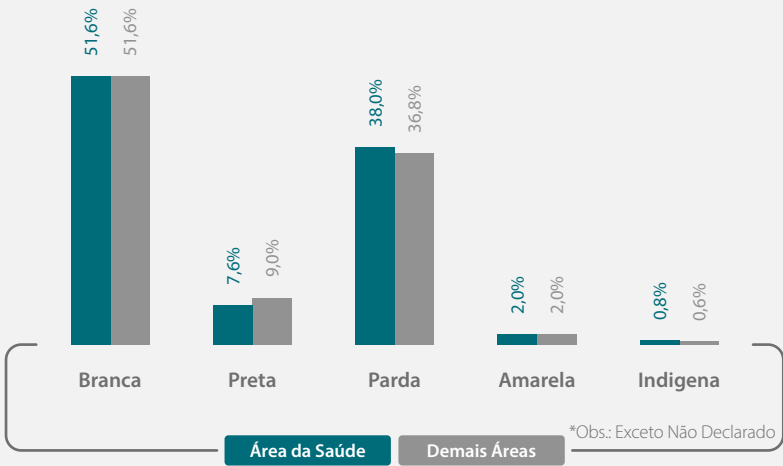 51,6%
51,6%
7,6%
9,0%
38,0%
36,8%
2,0%
2,0%
0,8%
0,6%
Branca
Preta
Parda
Amarela
Indigena
*Obs.: Exceto Não Declarado
Área da Saúde
Demais Áreas